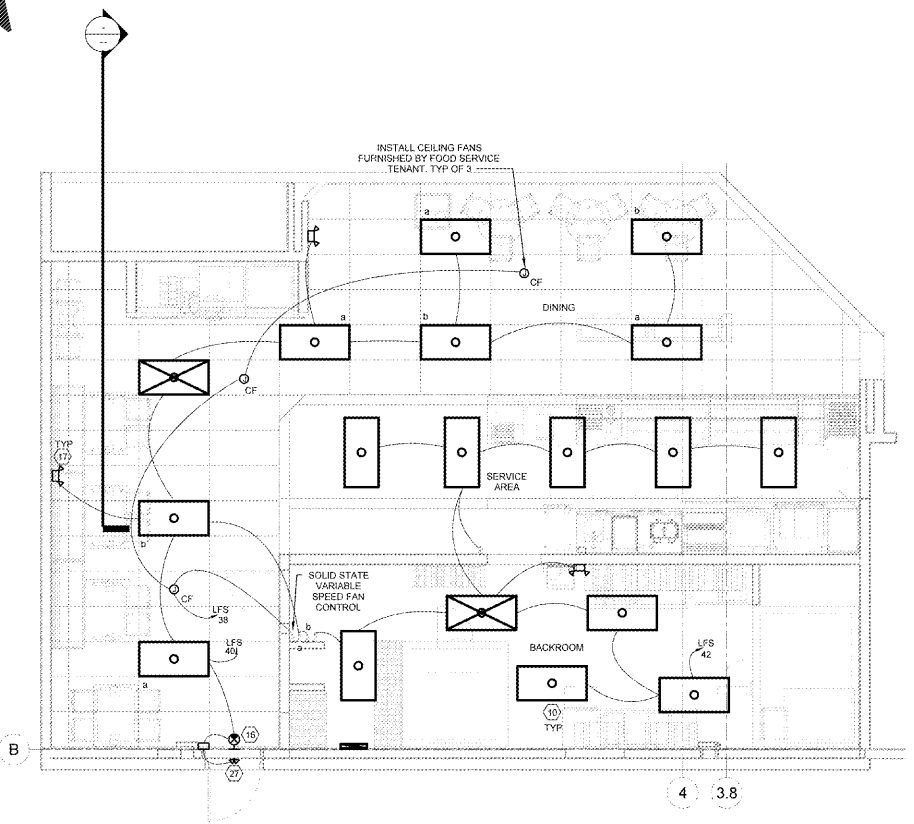 INSTALL CEILING FANS
FURNISHED BY FOOD SERVICE
TENANT. TYP OF 3
a
b
CF
DINING
a
b
a
CF
TYP
17
SERVICE
AREA
b
SOLID STATE
VARIABLE
SPEED FAN
CONTROL
CF
LFS
38
b
a
LFS
40
BACKROOM
LFS
42
a
10
TYP
16
B
27
4
3.8